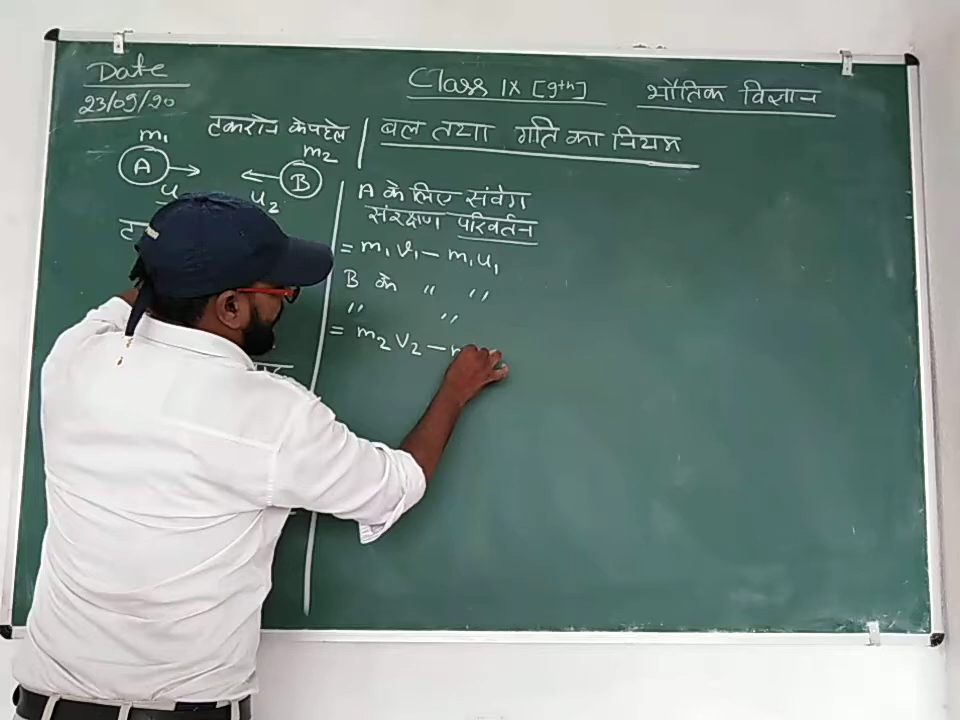 Date
23/09/20
Class IX [9th]
भौतिक विज्ञान
बल तथा गति का नियम
टकराने के पहले
m₁
A
u
m₂
B
u₂
A के लिए संवेग
संरक्षण परिवर्तन
= m₁v₁ – m₁u₁
B के " "
" "
= m₂v₂ –